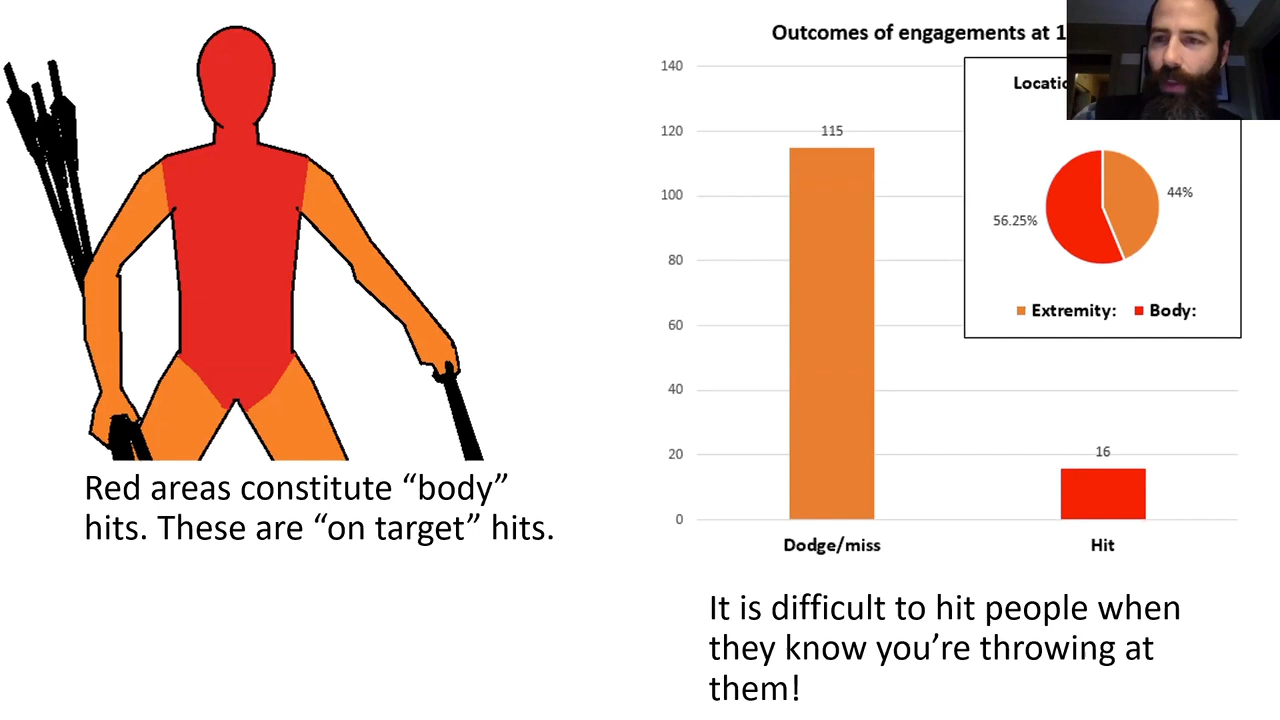 Red areas constitute “body”
hits. These are “on target” hits.
Outcomes of engagements at 1
140
120
100
80
60
40
20
0
115
16
Dodge/miss
Hit
44%
56.25%
Extremity:
Body:
It is difficult to hit people when
they know you’re throwing at
them!